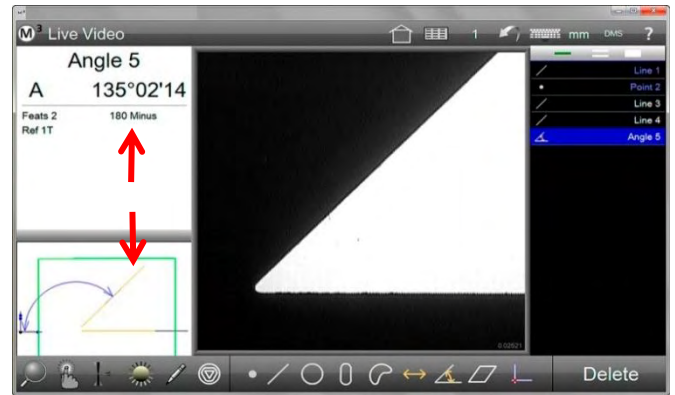 M³ Live Video
1 mm DMS ?
Angle 5
A 135°02'14
Feats 2 180 Minus
Ref 1T
Line 1
Point 2
Line 3
Line 4
Angle 5
0.02621
Delete